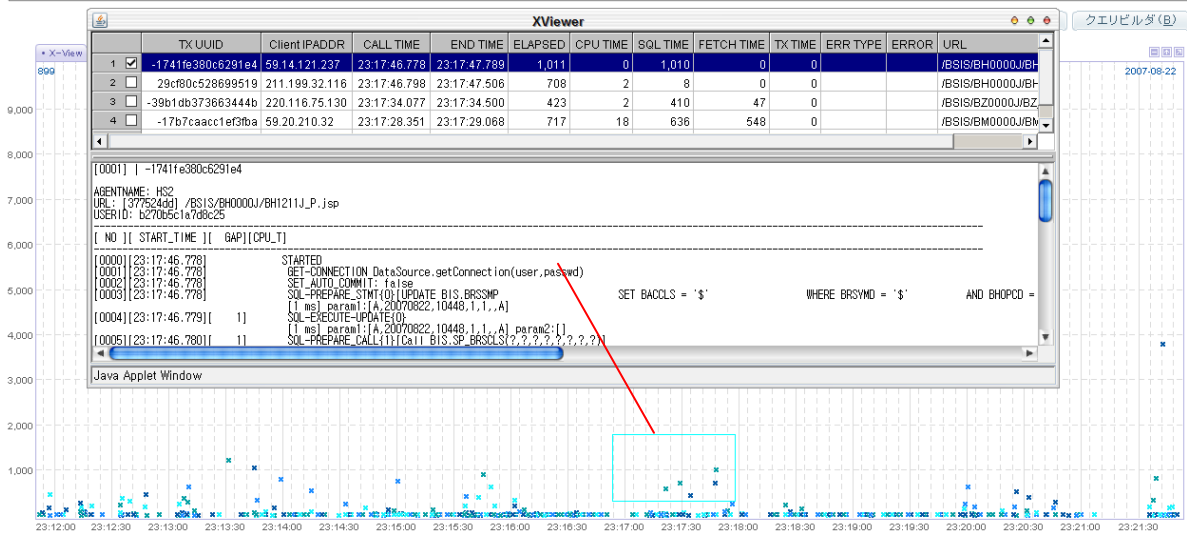 XViewer
クエリビルダ(B)
• X-View
899
2007-08-22
TX UUID Client IPADDR CALL TIME END TIME ELAPSED CPU TIME SQL TIME FETCH TIME TX TIME ERR TYPE ERROR URL
1 -1741fe380c6291e4 59.14.121.237 23:17:46.778 23:17:47.789 1,011 0 1,010 0 0 /BSIS/BH0000J/BH
2 29cf80c528699519 211.199.32.116 23:17:46.798 23:17:47.506 708 2 8 0 0 /BSIS/BH0000J/BH
3 -39b1db373663444b 220.116.75.130 23:17:34.077 23:17:34.500 423 2 410 47 0 /BSIS/BZ0000J/BZ
4 -17b7caacc1ef3fba 59.20.210.32 23:17:28.351 23:17:29.068 717 18 636 548 0 /BSIS/BM0000J/BM
[0001] | -1741fe380c6291e4
AGENTNAME: HS2
URL: [377524dd] /BSIS/BH0000J/BH1211J_P.jsp
USERID: b270b5c1a7d8c25
[ NO ][ START_TIME ][ GAP][CPU_T]
[0000][23:17:46.778] STARTED
[0001][23:17:46.778] GET-CONNECTION DataSource.getConnection(user,passwd)
[0002][23:17:46.778] SET_AUTO_COMMIT: false
[0003][23:17:46.778] SQL-PREPARE_STMT{0}[UPDATE BIS.BRSSMP SET BACCLS = '$' WHERE BRSYMD = '$' AND BHOPCD =
[1 ms] param1:[A,20070822,10448,1,1,,A]
[0004][23:17:46.779][ 1] SQL-EXECUTE-UPDATE{0}
[1 ms] param1:[A,20070822,10448,1,1,,A] param2:[]
[0005][23:17:46.780][ 1] SQL-PREPARE_CALL{1}[Call BIS.SP_BRSCLS(?,?,?,?,?,?,?)]
Java Applet Window
9,000
8,000
7,000
6,000
5,000
4,000
3,000
2,000
1,000
23:12:00 23:12:30 23:13:00 23:13:30 23:14:00 23:14:30 23:15:00 23:15:30 23:16:00 23:16:30 23:17:00 23:17:30 23:18:00 23:18:30 23:19:00 23:19:30 23:20:00 23:20:30 23:21:00 23:21:30